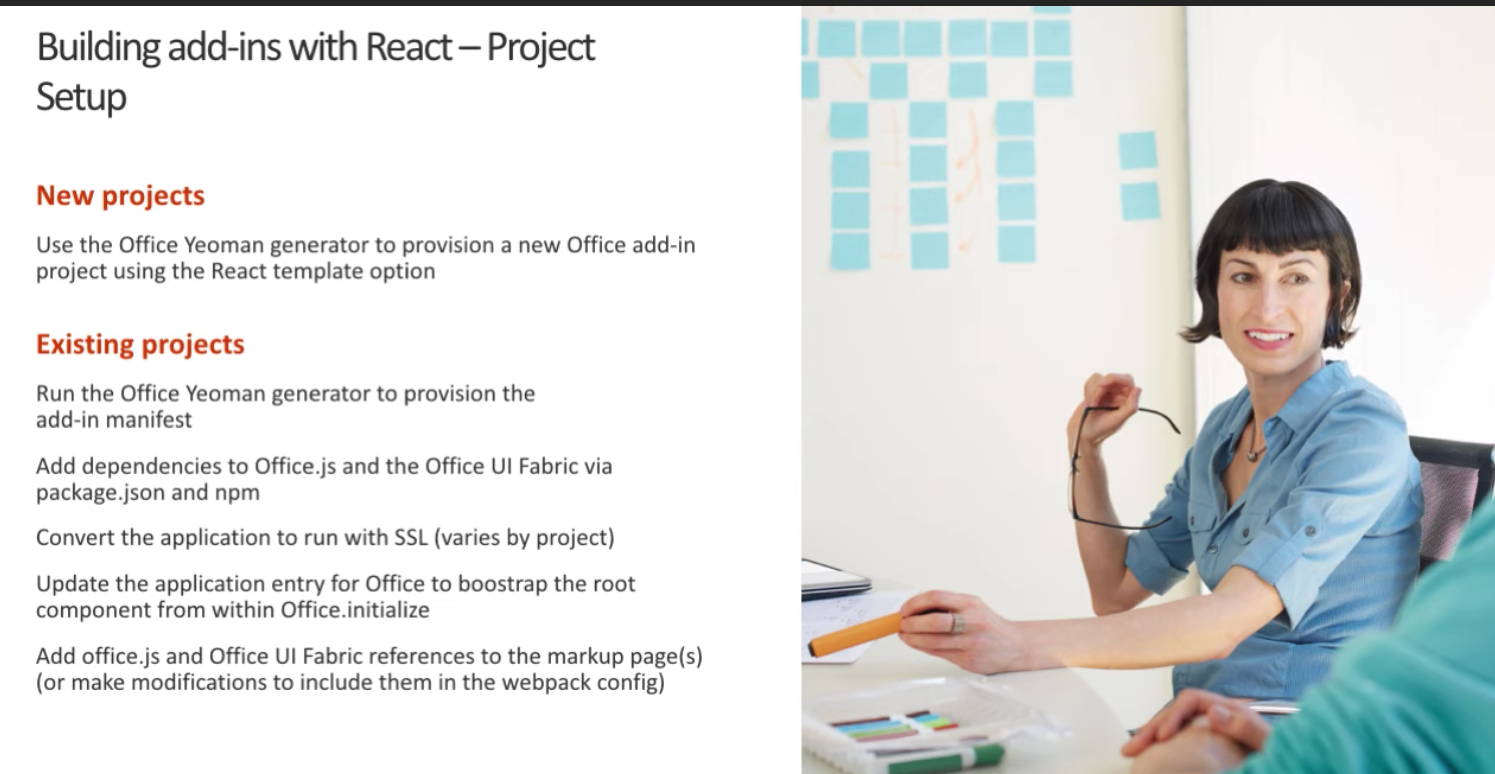 Building add-ins with React – Project
Setup
New projects
Use the Office Yeoman generator to provision a new Office add-in
project using the React template option
Existing projects
Run the Office Yeoman generator to provision the
add-in manifest
Add dependencies to Office.js and the Office UI Fabric via
package.json and npm
Convert the application to run with SSL (varies by project)
Update the application entry for Office to boostrap the root
component from within Office.initialize
Add office.js and Office UI Fabric references to the markup page(s)
(or make modifications to include them in the webpack config)